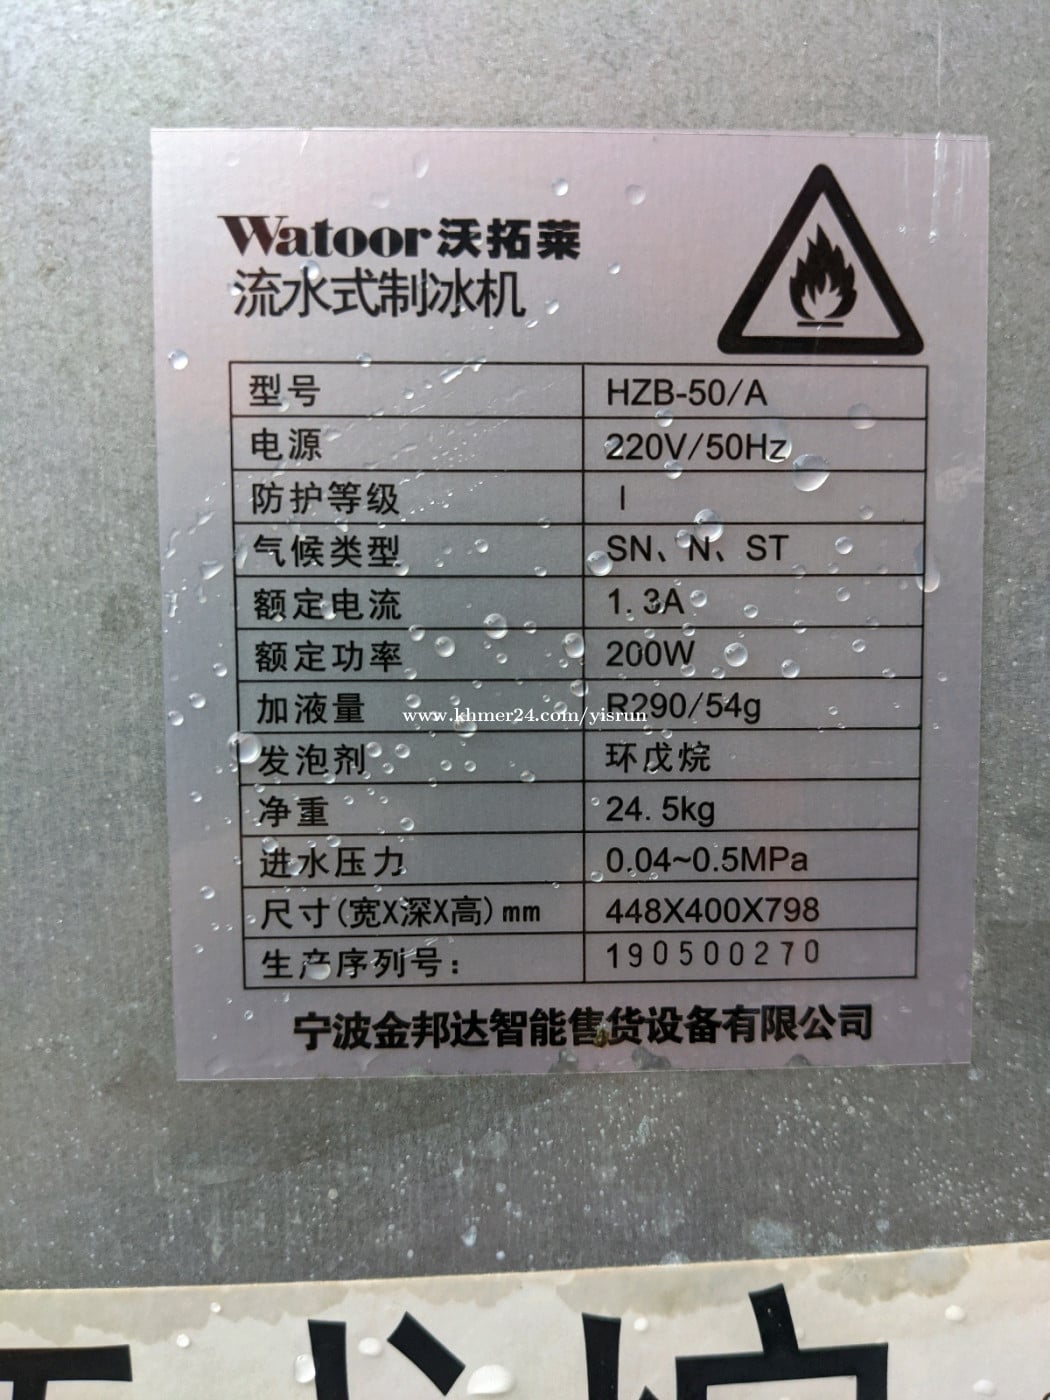 Watoor 沃拓莱
流水式制冰机
型号 HZB-50/A
电源 220V/50Hz
防护等级 I
气候类型 SN、N、ST
额定电流 1.3A
额定功率 200W
加液量 R290/54g
www.khmer24.com/yisrun
发泡剂 环戊烷
净重 24.5kg
进水压力 0.04~0.5MPa
尺寸(宽X深X高)mm 448X400X798
生产序列号： 190500270
宁波金邦达智能售货设备有限公司